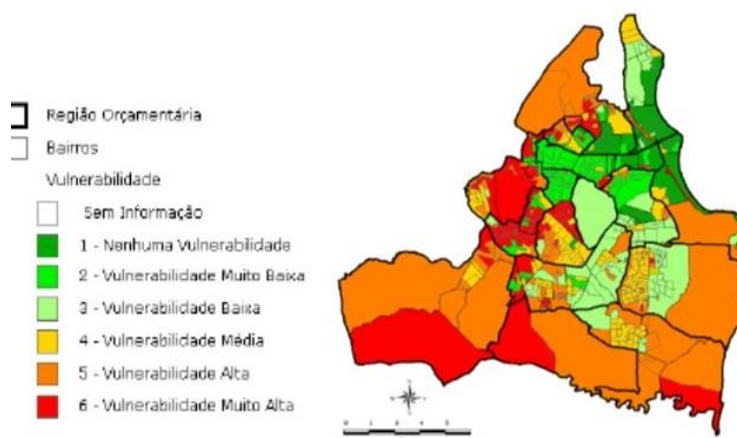 Região Orçamentária
Bairros
Vulnerabilidade
Sem Informação
1 - Nenhuma Vulnerabilidade
2 - Vulnerabilidade Muito Baixa
3 - Vulnerabilidade Baixa
4 - Vulnerabilidade Média
5 - Vulnerabilidade Alta
6 - Vulnerabilidade Muito Alta